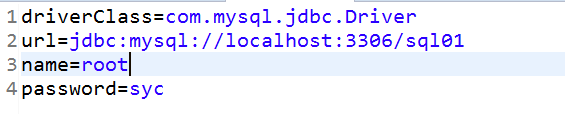 1 driverClass=com.mysql.jdbc.Driver
2 url=jdbc:mysql://localhost:3306/sql01
3 name=root
4 password=syc